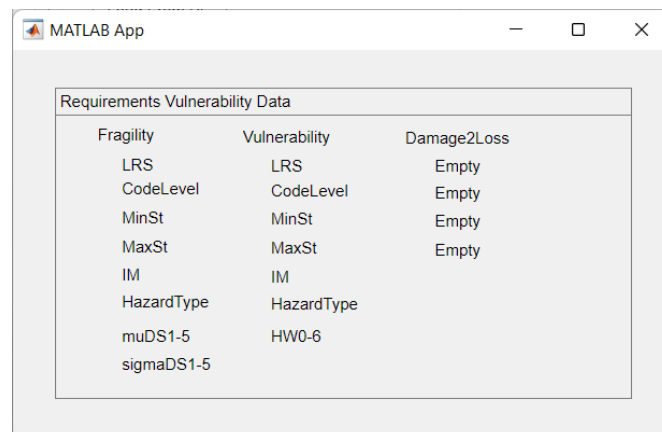 MATLAB App
Requirements Vulnerability Data
Fragility Vulnerability Damage2Loss
LRS LRS Empty
CodeLevel CodeLevel Empty
MinSt MinSt Empty
MaxSt MaxSt Empty
IM IM
HazardType HazardType
muDS1-5 HW0-6
sigmaDS1-5